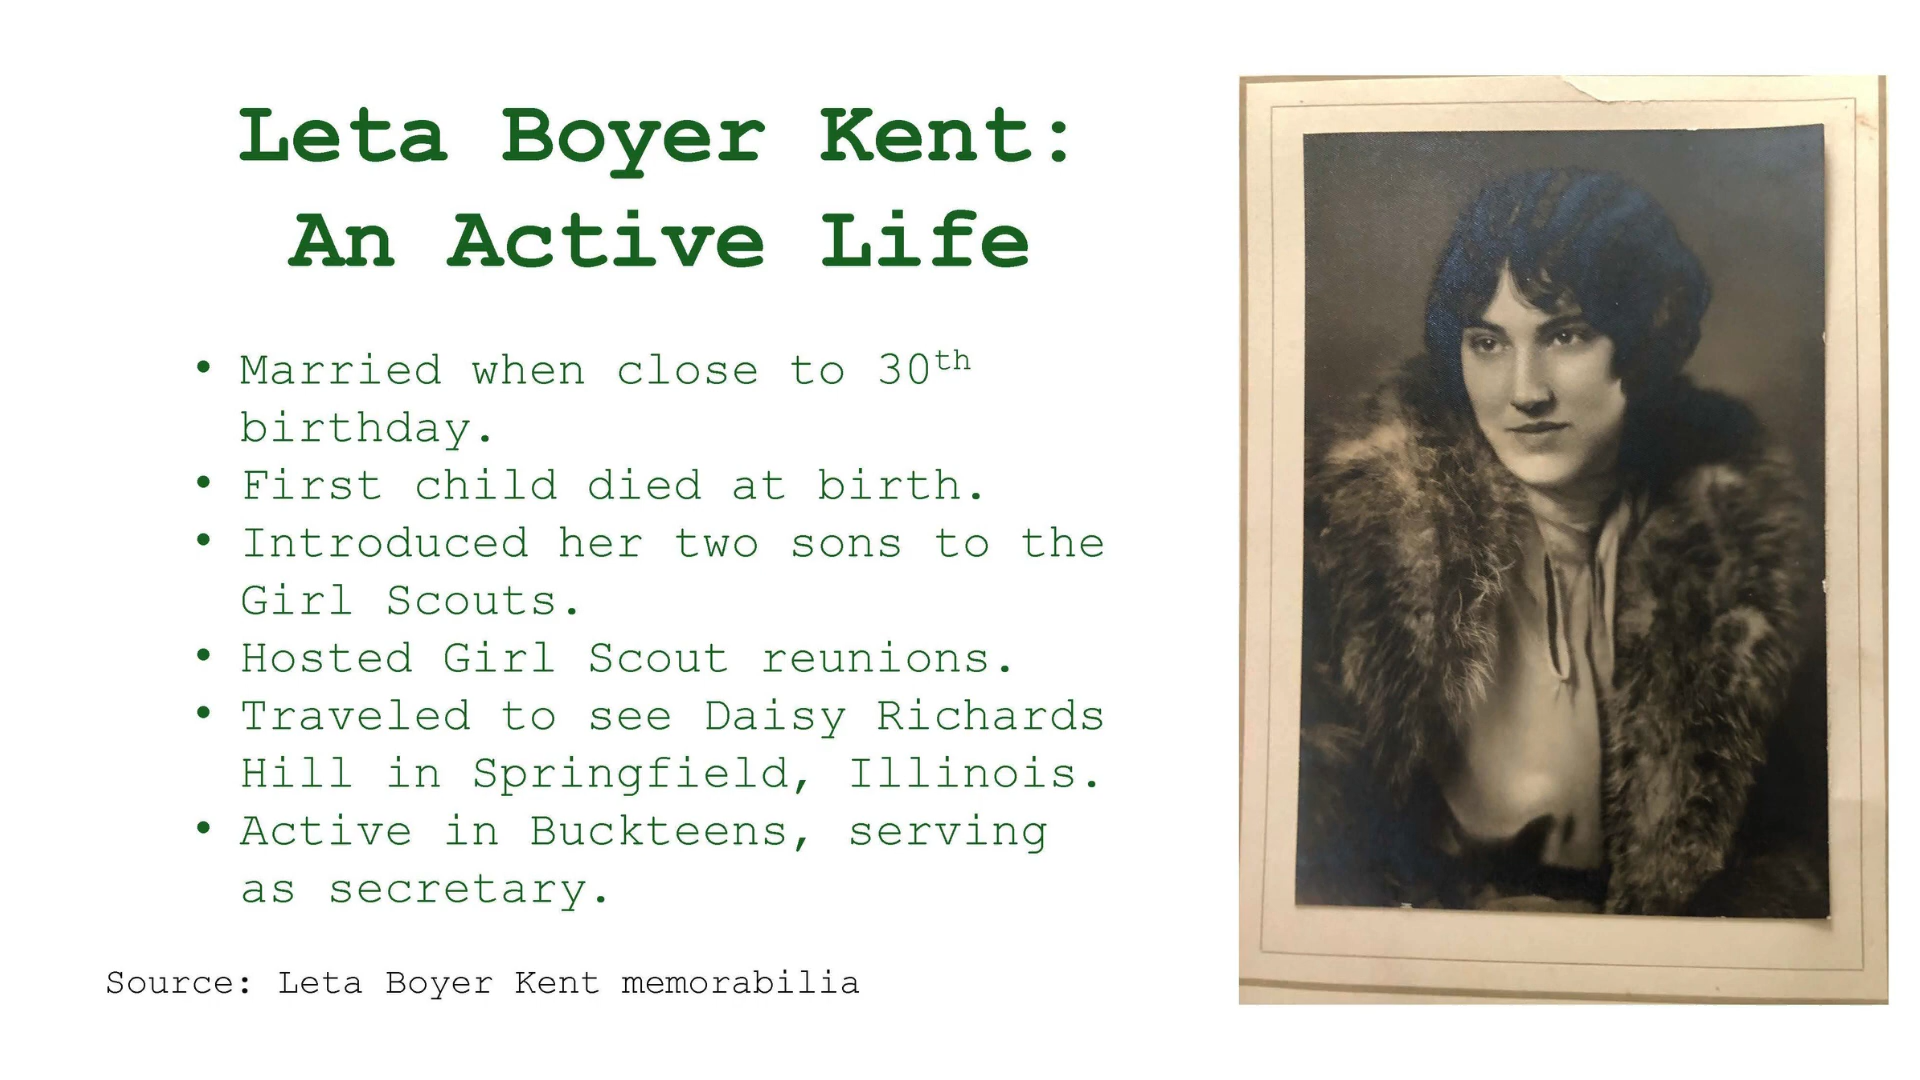 Leta Boyer Kent:
An Active Life
• Married when close to 30th
birthday.
• First child died at birth.
• Introduced her two sons to the
Girl Scouts.
• Hosted Girl Scout reunions.
• Traveled to see Daisy Richards
Hill in Springfield, Illinois.
• Active in Buckteens, serving
as secretary.
Source: Leta Boyer Kent memorabilia